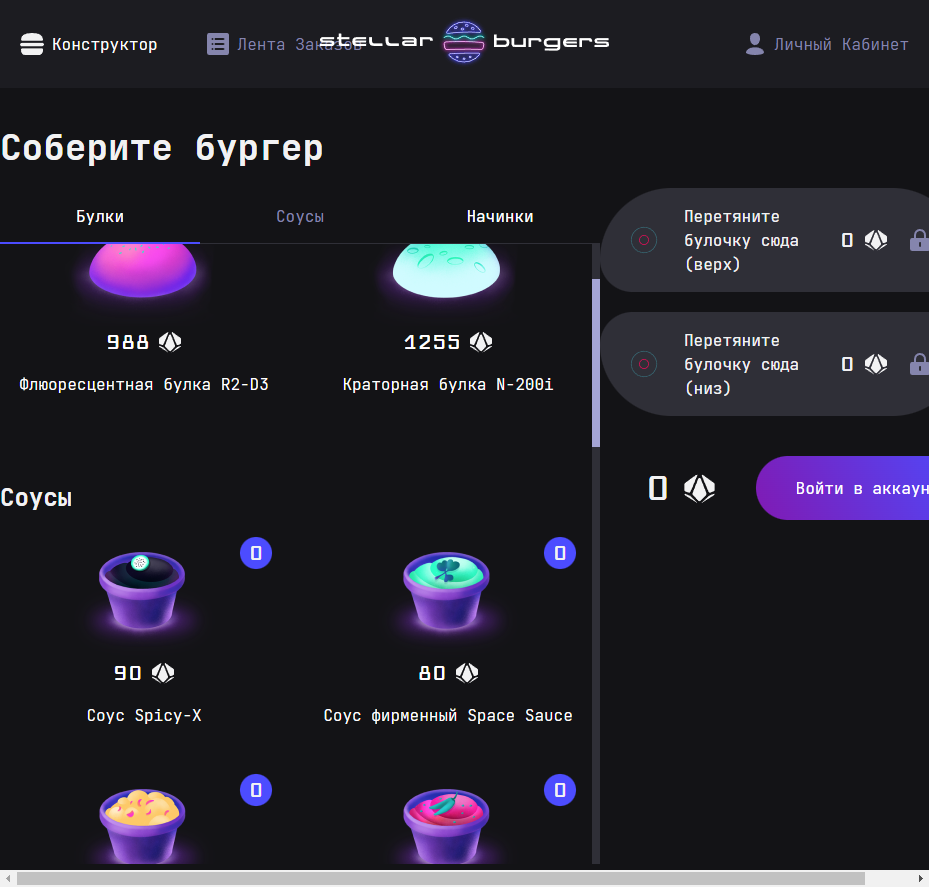 Конструктор
Лента Заказов
stellar burgers
Личный Кабинет
Соберите бургер
Булки
Соусы
Начинки
988
1255
Флюоресцентная булка R2-D3
Краторная булка N-200i
Соусы
0
0
90
80
Соус Spicy-X
Соус фирменный Space Sauce
0
0
Перетяните
булочку сюда
(верх)
0
Перетяните
булочку сюда
(низ)
0
0
Войти в аккаун